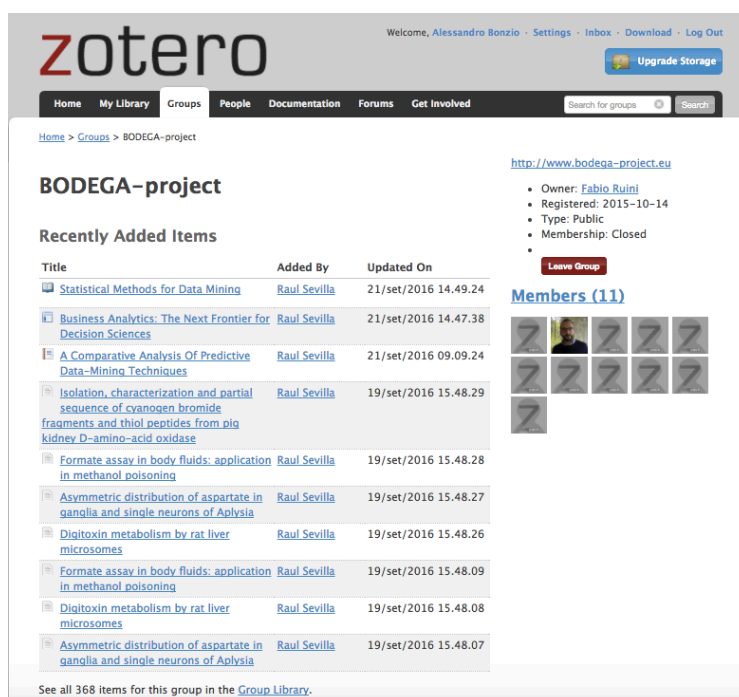 zotero
Welcome, Alessandro Bonzio · Settings · Inbox · Download · Log Out
Upgrade Storage
Home My Library Groups People Documentation Forums Get Involved
Search for groups Search
Home > Groups > BODEGA-project
BODEGA-project
Recently Added Items
Title Added By Updated On
Statistical Methods for Data Mining Raul Sevilla 21/set/2016 14.49.24
Business Analytics: The Next Frontier for Raul Sevilla 21/set/2016 14.47.38
Decision Sciences
A Comparative Analysis Of Predictive Raul Sevilla 21/set/2016 09.09.24
Data-Mining Techniques
Isolation, characterization and partial Raul Sevilla 19/set/2016 15.48.29
sequence of cyanogen bromide
fragments and thiol peptides from pig
kidney D-amino-acid oxidase
Formate assay in body fluids: application Raul Sevilla 19/set/2016 15.48.28
in methanol poisoning
Asymmetric distribution of aspartate in Raul Sevilla 19/set/2016 15.48.27
ganglia and single neurons of Aplysia
Digitoxin metabolism by rat liver Raul Sevilla 19/set/2016 15.48.26
microsomes
Formate assay in body fluids: application Raul Sevilla 19/set/2016 15.48.09
in methanol poisoning
Digitoxin metabolism by rat liver Raul Sevilla 19/set/2016 15.48.08
microsomes
Asymmetric distribution of aspartate in Raul Sevilla 19/set/2016 15.48.07
ganglia and single neurons of Aplysia
See all 368 items for this group in the Group Library.
http://www.bodega-project.eu
Owner: Fabio Ruini
Registered: 2015-10-14
Type: Public
Membership: Closed
Leave Group
Members (11)